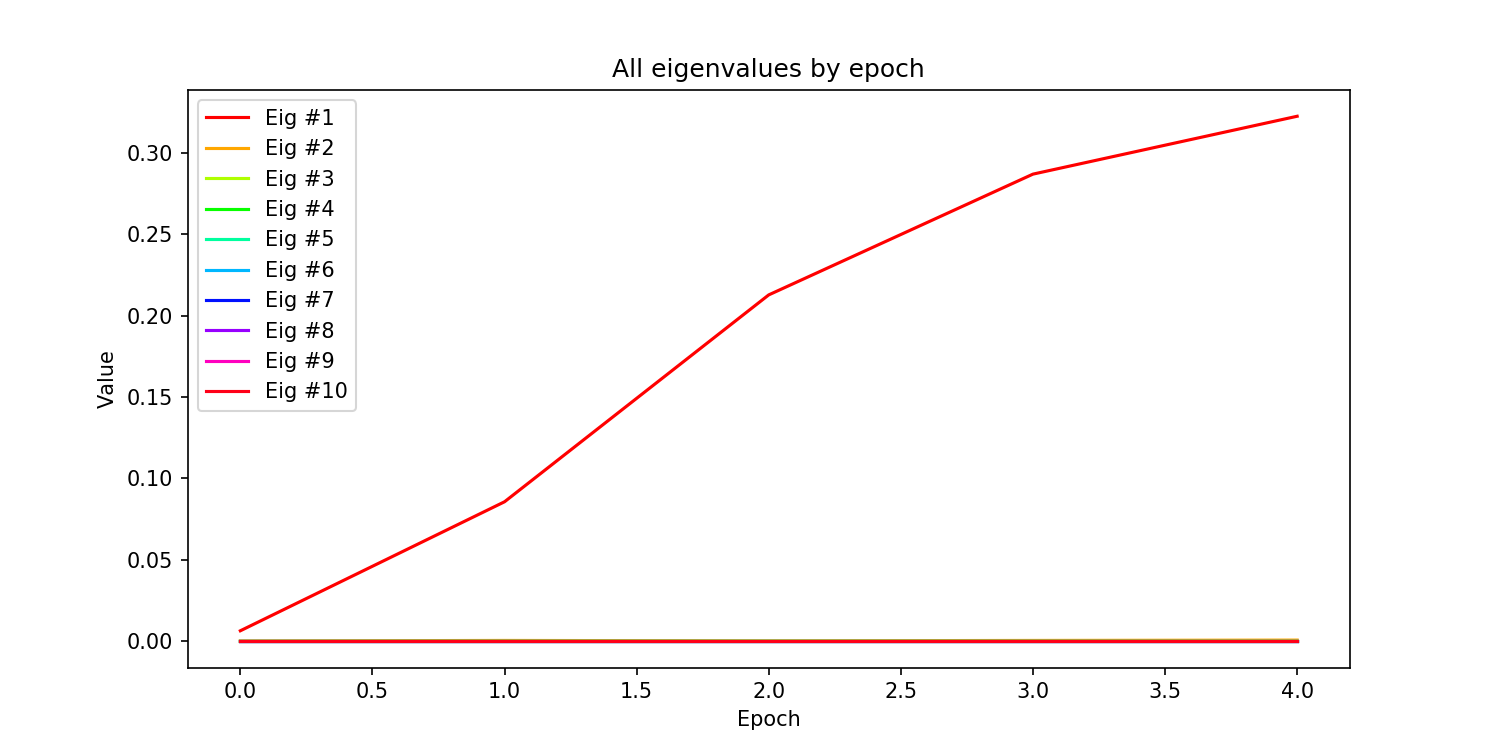 All eigenvalues by epoch
Eig #1
Eig #2
Eig #3
Eig #4
Eig #5
Eig #6
Eig #7
Eig #8
Eig #9
Eig #10
Value
0.30
0.25
0.20
0.15
0.10
0.05
0.00
0.0 0.5 1.0 1.5 2.0 2.5 3.0 3.5 4.0
Epoch